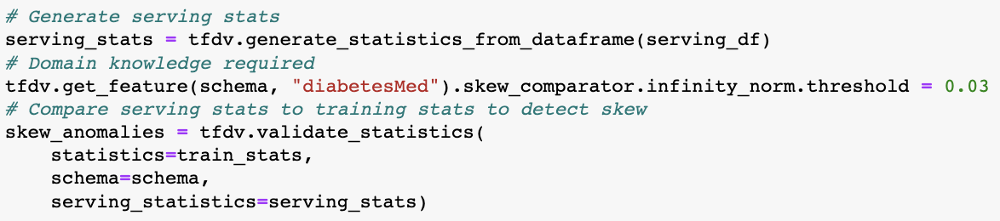 # Generate serving stats
serving_stats = tfdv.generate_statistics_from_dataframe(serving_df)
# Domain knowledge required
tfdv.get_feature(schema, "diabetesMed").skew_comparator.infinity_norm.threshold = 0.03
# Compare serving stats to training stats to detect skew
skew_anomalies = tfdv.validate_statistics(
    statistics=train_stats,
    schema=schema,
    serving_statistics=serving_stats)